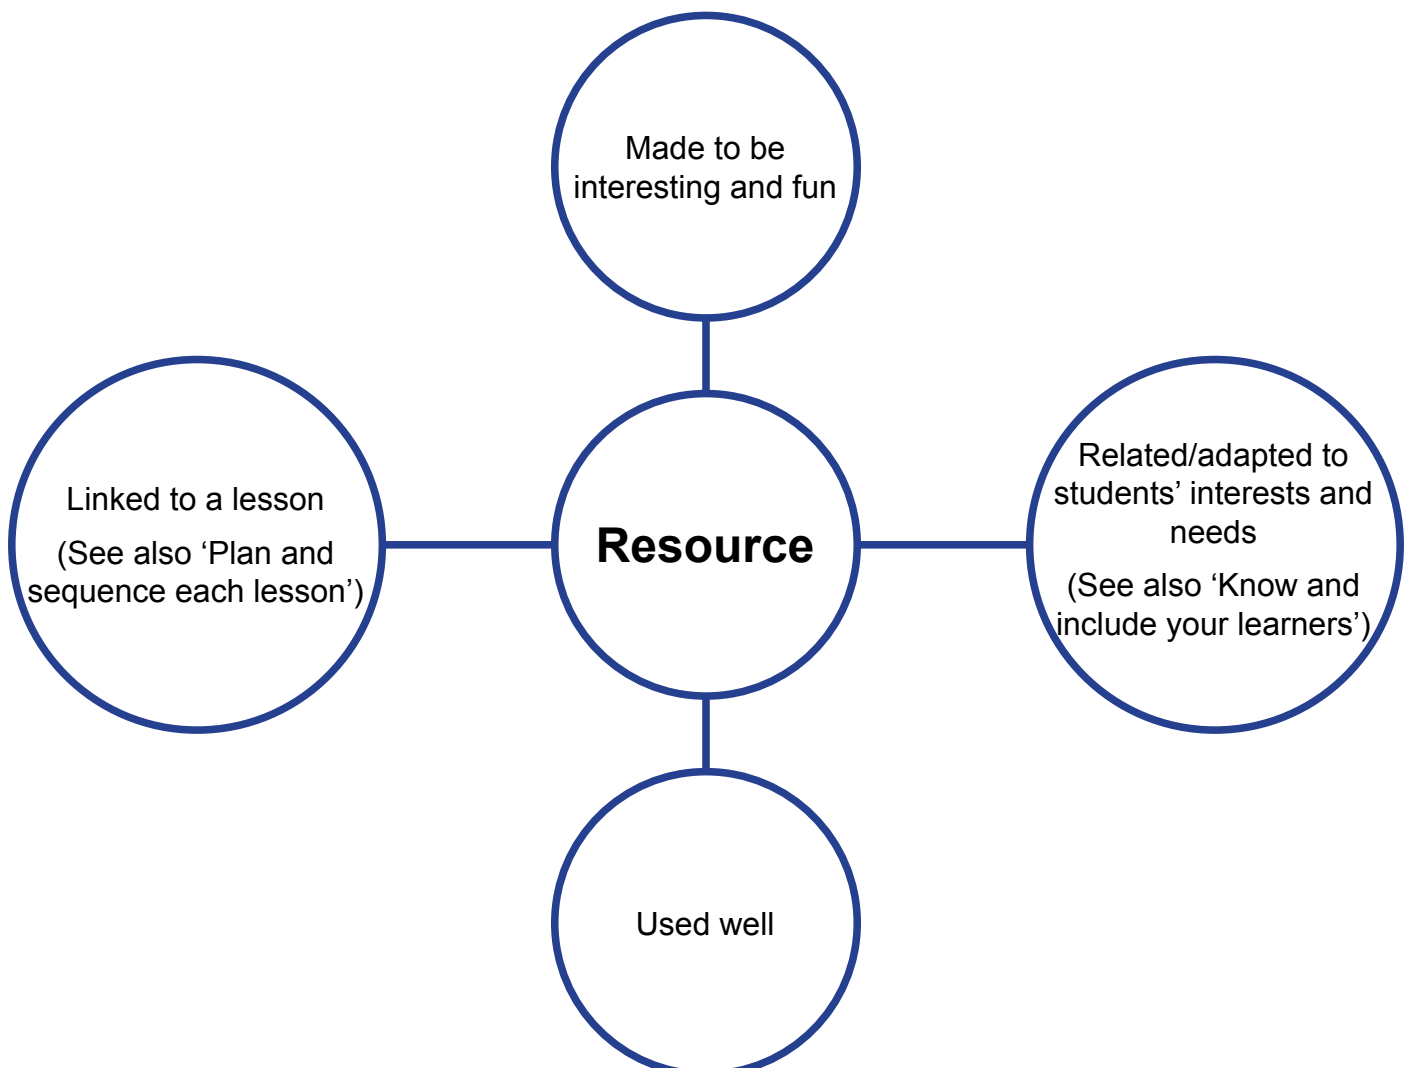 Made to be
interesting and fun
Linked to a lesson
(See also ‘Plan and
sequence each lesson’)
Resource
Related/adapted to
students’ interests and
needs
(See also ‘Know and
include your learners’)
Used well